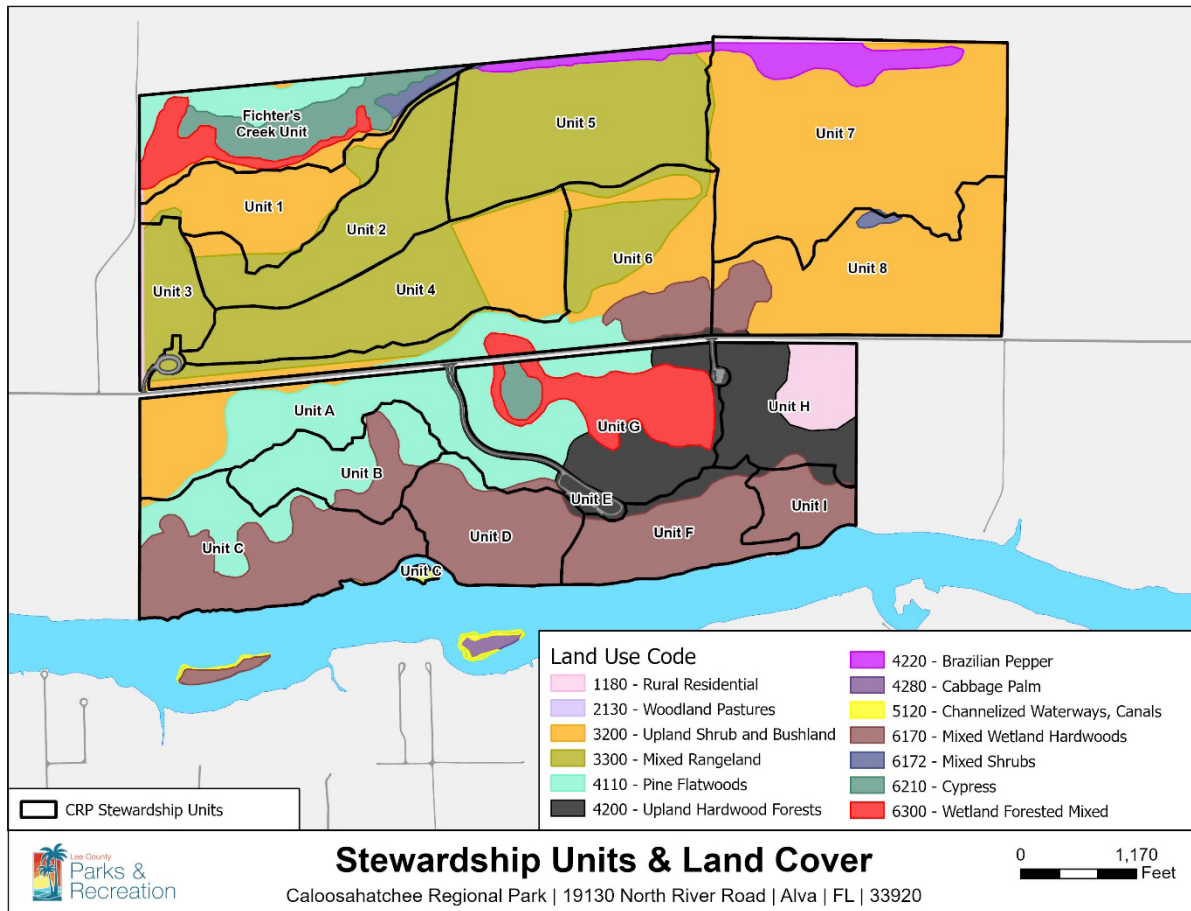 Fichter's
Creek Unit
Unit 5
Unit 7
Unit 1
Unit 2
Unit 6
Unit 8
Unit 3
Unit 4
Unit A
Unit H
Unit G
Unit B
Unit E
Unit I
Unit F
Unit D
Unit C
Unit C
Land Use Code
1180 - Rural Residential
2130 - Woodland Pastures
3200 - Upland Shrub and Bushland
3300 - Mixed Rangeland
4110 - Pine Flatwoods
4200 - Upland Hardwood Forests
4220 - Brazilian Pepper
4280 - Cabbage Palm
5120 - Channelized Waterways, Canals
6170 - Mixed Wetland Hardwoods
6172 - Mixed Shrubs
6210 - Cypress
6300 - Wetland Forested Mixed
CRP Stewardship Units
Lee County
Parks &
Recreation
Stewardship Units & Land Cover
Caloosahatchee Regional Park | 19130 North River Road | Alva | FL | 33920
0 1,170
Feet